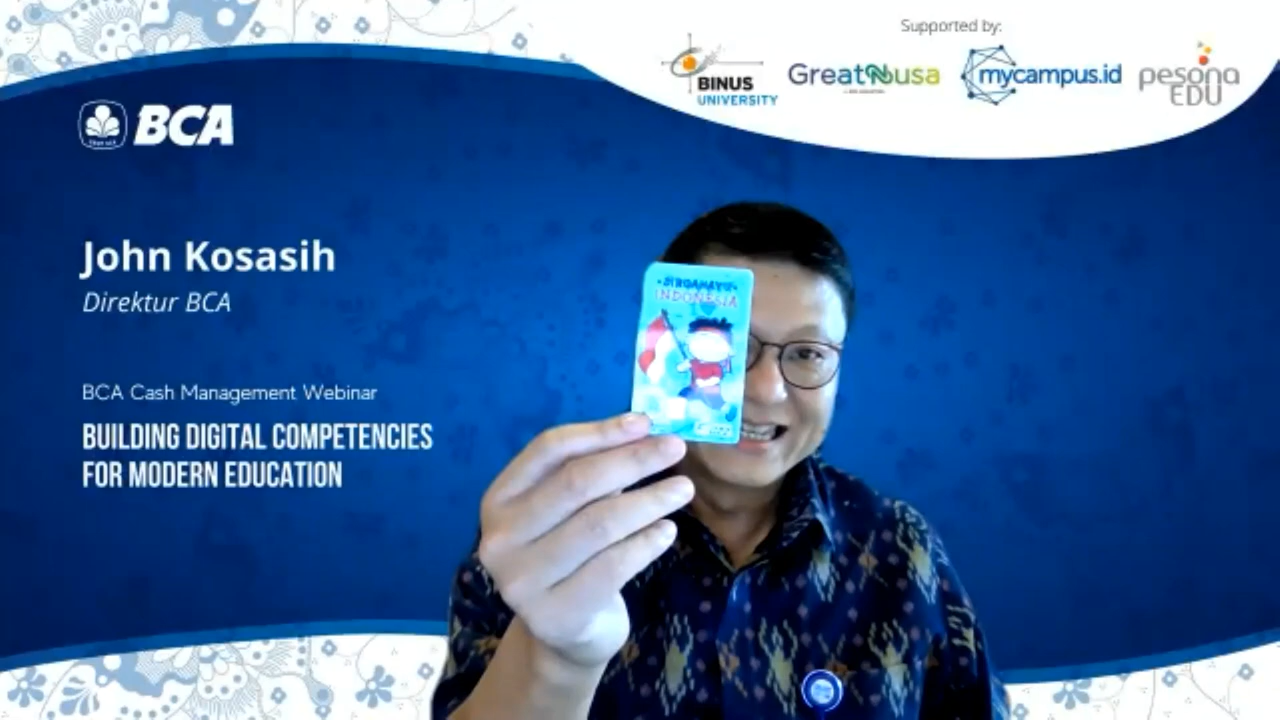 Supported by:
BINUS
UNIVERSITY
GreatNusa
mycampus.id
pesona
EDU
BCA
John Kosasih
Direktur BCA
BCA Cash Management Webinar
BUILDING DIGITAL COMPETENCIES
FOR MODERN EDUCATION
DIRGAHAYU
INDONESIA